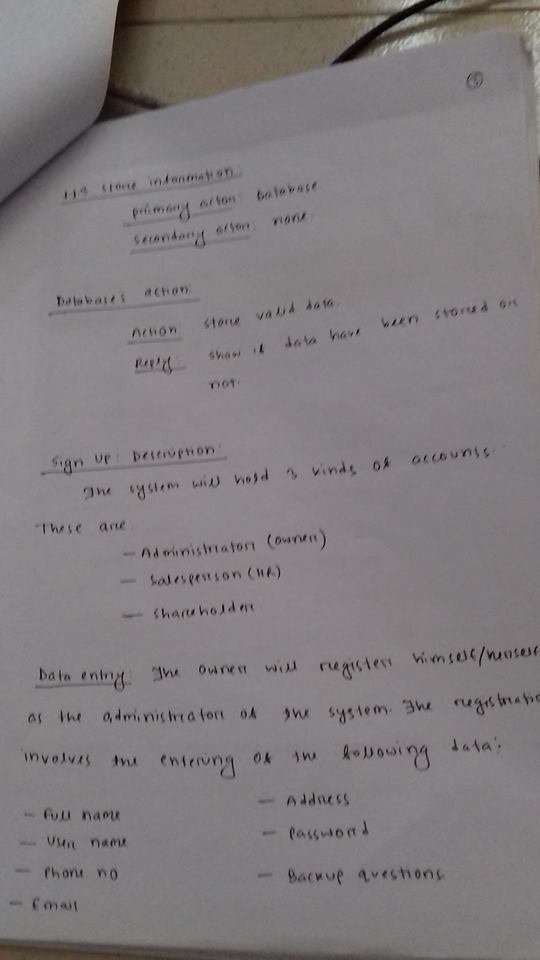 5
1.1.3 Store information:
Primary actor: Database
Secondary actor: none.
Database's action:
Action: store valid data.
Reply: show if data have been stored or
not.
Sign Up: Description:
The system will hold 3 kinds of accounts.
These are.
- Administrator (owner)
- Salesperson (HR)
- Shareholder
Data entry: The owner will register himself/herself
as the administrator of the system. The registration
involves the entering of the following data:
- Full name
- User name
- Phone no
- Email
- Address
- Password
- Backup questions